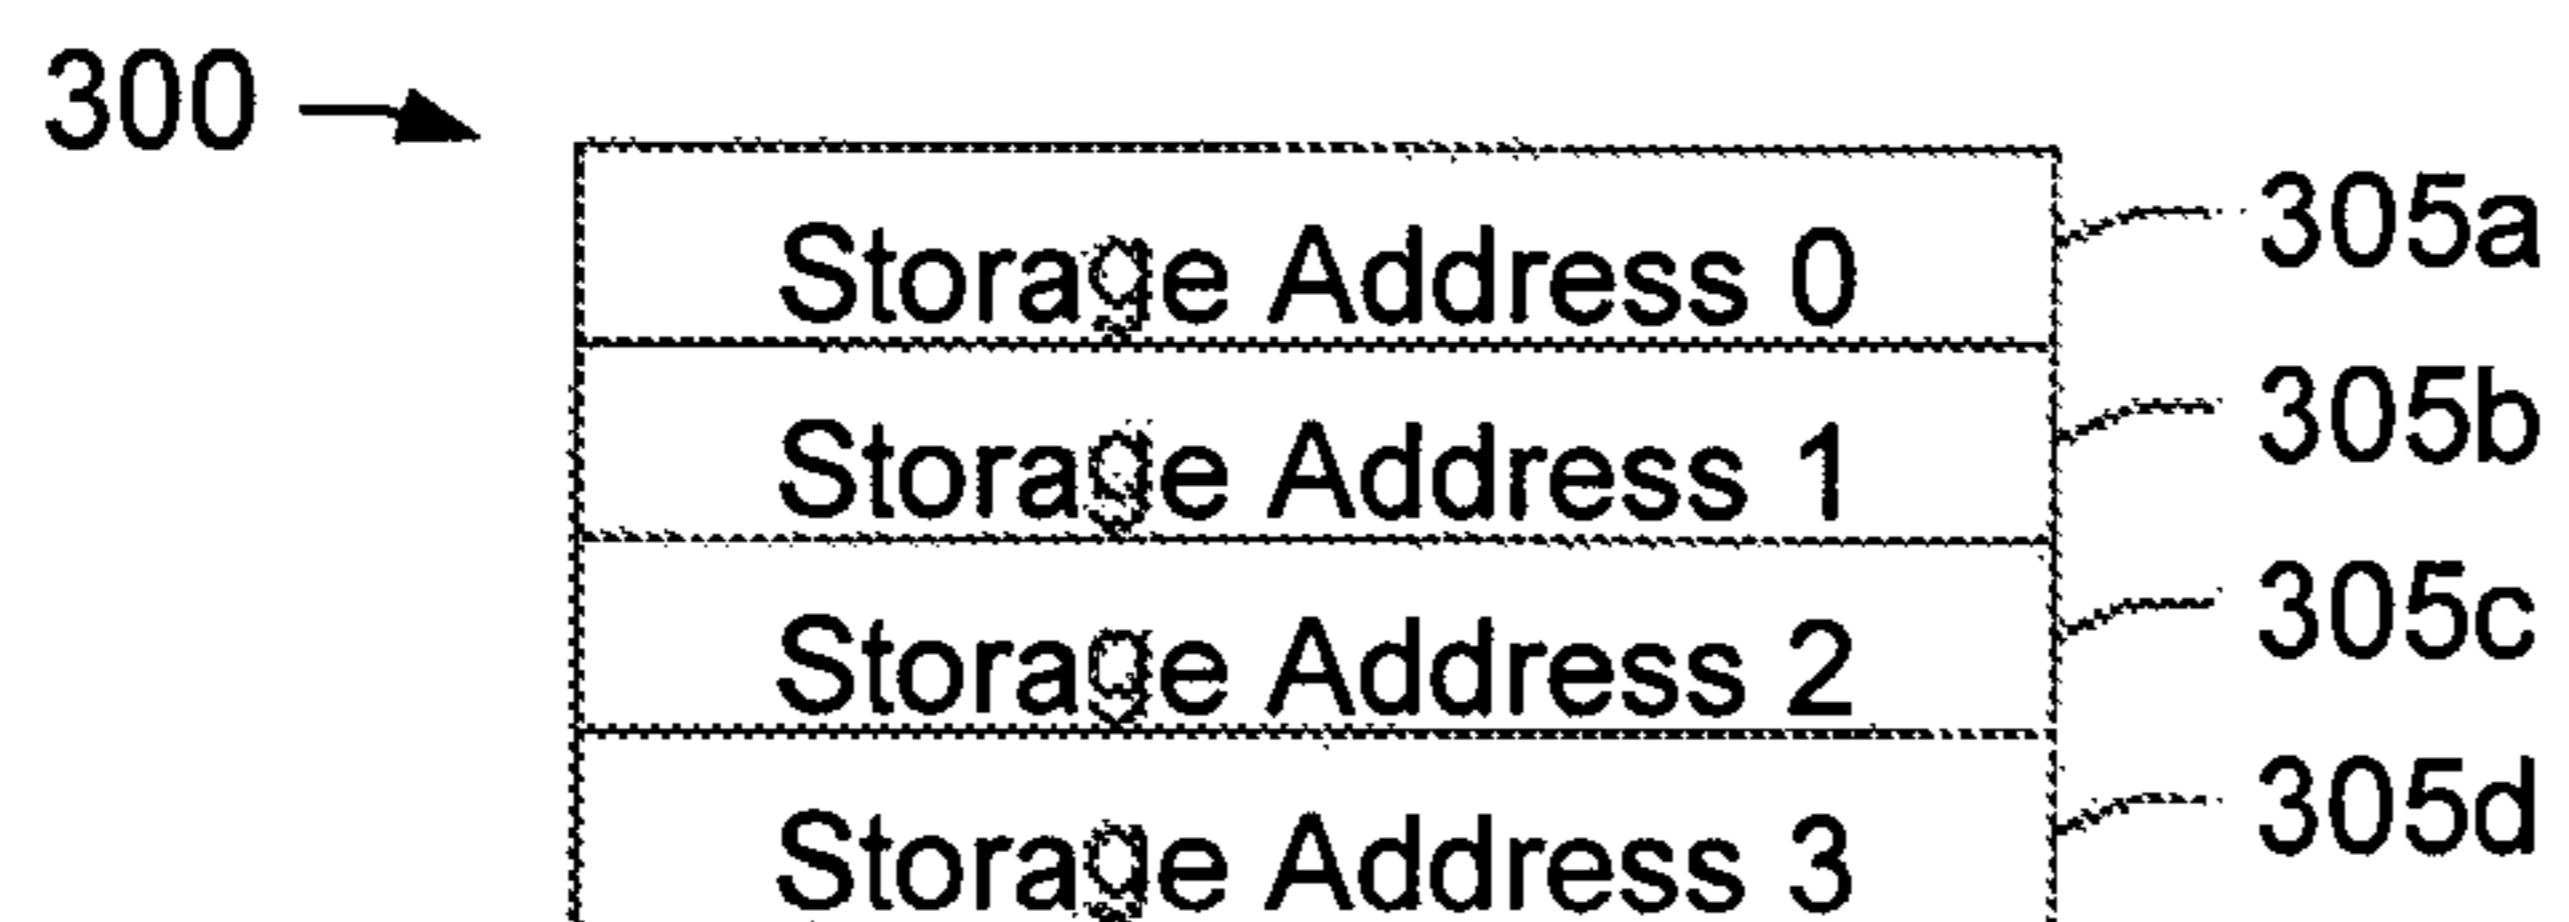 300
Storage Address 0 305a
Storage Address 1 305b
Storage Address 2 305c
Storage Address 3 305d